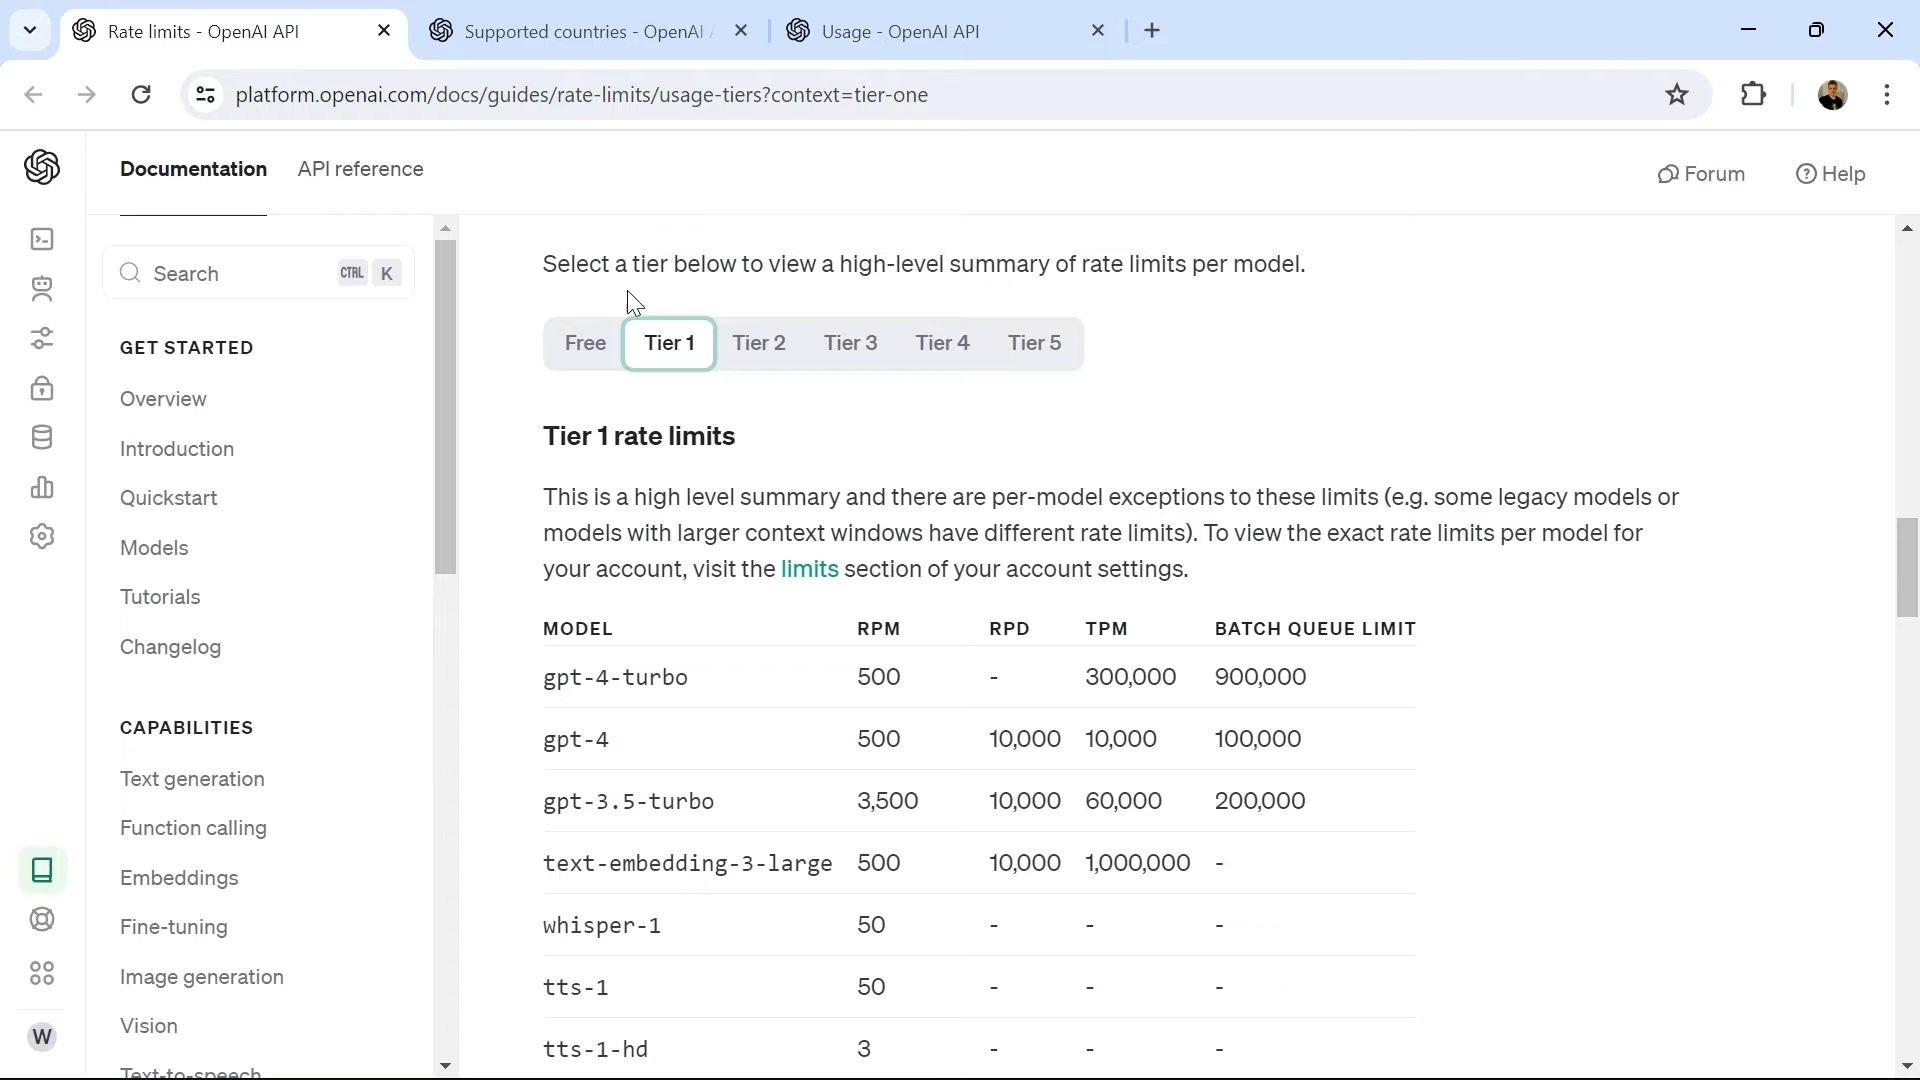 Rate limits - OpenAI API
Supported countries - OpenAI
Usage - OpenAI API
platform.openai.com/docs/guides/rate-limits/usage-tiers?context=tier-one
Documentation API reference
Forum
Help
Search CTRL K
GET STARTED
Overview
Introduction
Quickstart
Models
Tutorials
Changelog
CAPABILITIES
Text generation
Function calling
Embeddings
Fine-tuning
Image generation
Vision
Text-to-speech
W
Select a tier below to view a high-level summary of rate limits per model.
Free Tier 1 Tier 2 Tier 3 Tier 4 Tier 5
Tier 1 rate limits
This is a high level summary and there are per-model exceptions to these limits (e.g. some legacy models or
models with larger context windows have different rate limits). To view the exact rate limits per model for
your account, visit the limits section of your account settings.
MODEL RPM RPD TPM BATCH QUEUE LIMIT
gpt-4-turbo 500 - 300,000 900,000
gpt-4 500 10,000 10,000 100,000
gpt-3.5-turbo 3,500 10,000 60,000 200,000
text-embedding-3-large 500 10,000 1,000,000 -
whisper-1 50 - - -
tts-1 50 - - -
tts-1-hd 3 - - -